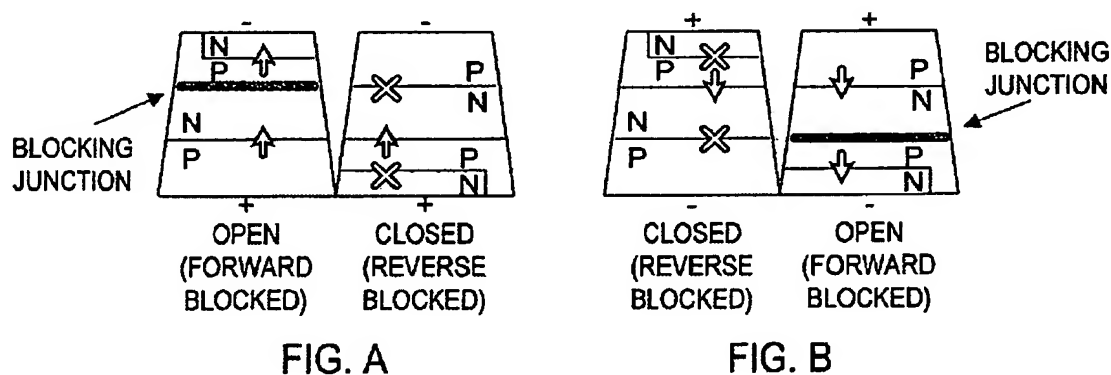 - -
N
P P
N
N
P P
N
+ +
BLOCKING
JUNCTION
OPEN
(FORWARD
BLOCKED)
CLOSED
(REVERSE
BLOCKED)
FIG. A
+ +
N
P P
N
N
P P
N
- -
BLOCKING
JUNCTION
CLOSED
(REVERSE
BLOCKED)
OPEN
(FORWARD
BLOCKED)
FIG. B